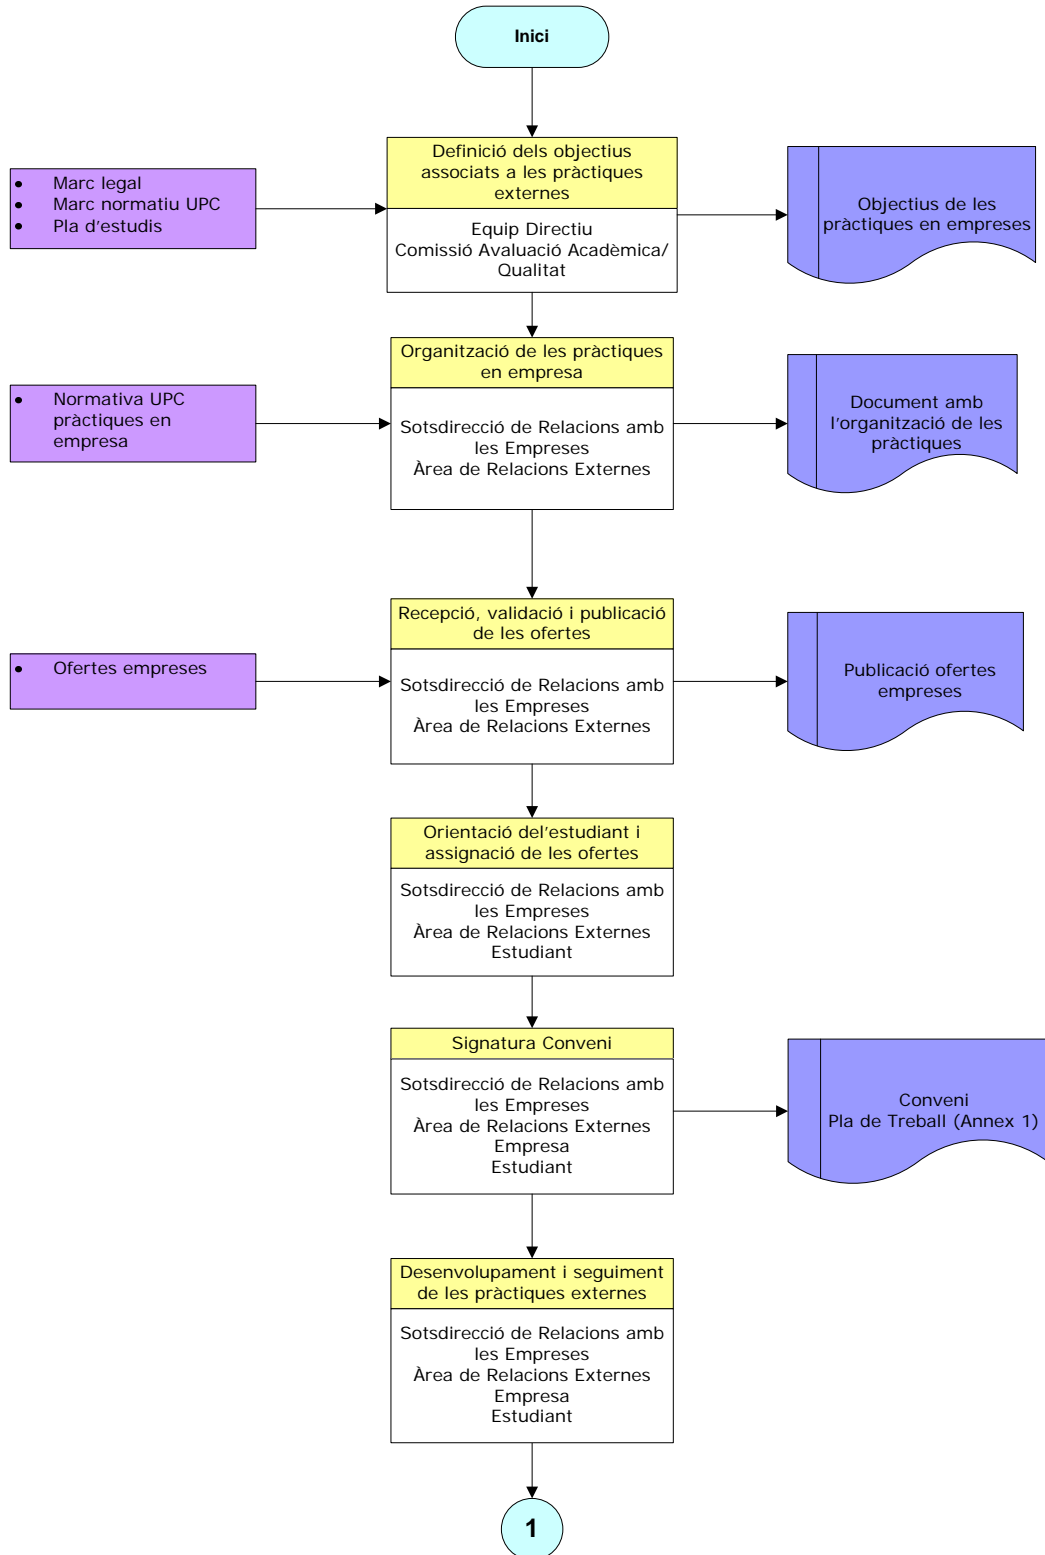 Inici
Definició dels objectius
associats a les pràctiques
externes
Equip Directiu
Comissió Avaluació Acadèmica/
Qualitat
• Marc legal
• Marc normatiu UPC
• Pla d'estudis
Objectius de les
pràctiques en empreses
Organització de les pràctiques
en empresa
Sotsdirecció de Relacions amb
les Empreses
Àrea de Relacions Externes
• Normativa UPC
pràctiques en
empresa
Document amb
l'organització de les
pràctiques
Recepció, validació i publicació
de les ofertes
Sotsdirecció de Relacions amb
les Empreses
Àrea de Relacions Externes
• Ofertes empreses
Publicació ofertes
empreses
Orientació del'estudiant i
assignació de les ofertes
Sotsdirecció de Relacions amb
les Empreses
Àrea de Relacions Externes
Estudiant
Signatura Conveni
Sotsdirecció de Relacions amb
les Empreses
Àrea de Relacions Externes
Empresa
Estudiant
Conveni
Pla de Treball (Annex 1)
Desenvolupament i seguiment
de les pràctiques externes
Sotsdirecció de Relacions amb
les Empreses
Àrea de Relacions Externes
Empresa
Estudiant
1